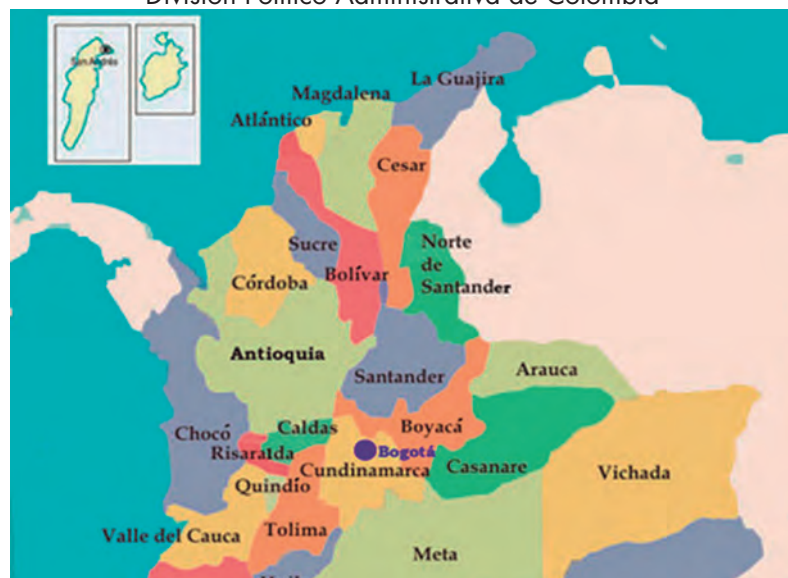 División Político Administrativa de Colombia
San Andrés
La Guajira
Magdalena
Atlántico
Cesar
Sucre
Norte
de
Santander
Bolívar
Córdoba
Antioquia
Santander
Arauca
Caldas
Boyacá
Chocó
Risaralda
Bogotá
Cundinamarca
Casanare
Vichada
Quindío
Valle del Cauca
Tolima
Meta